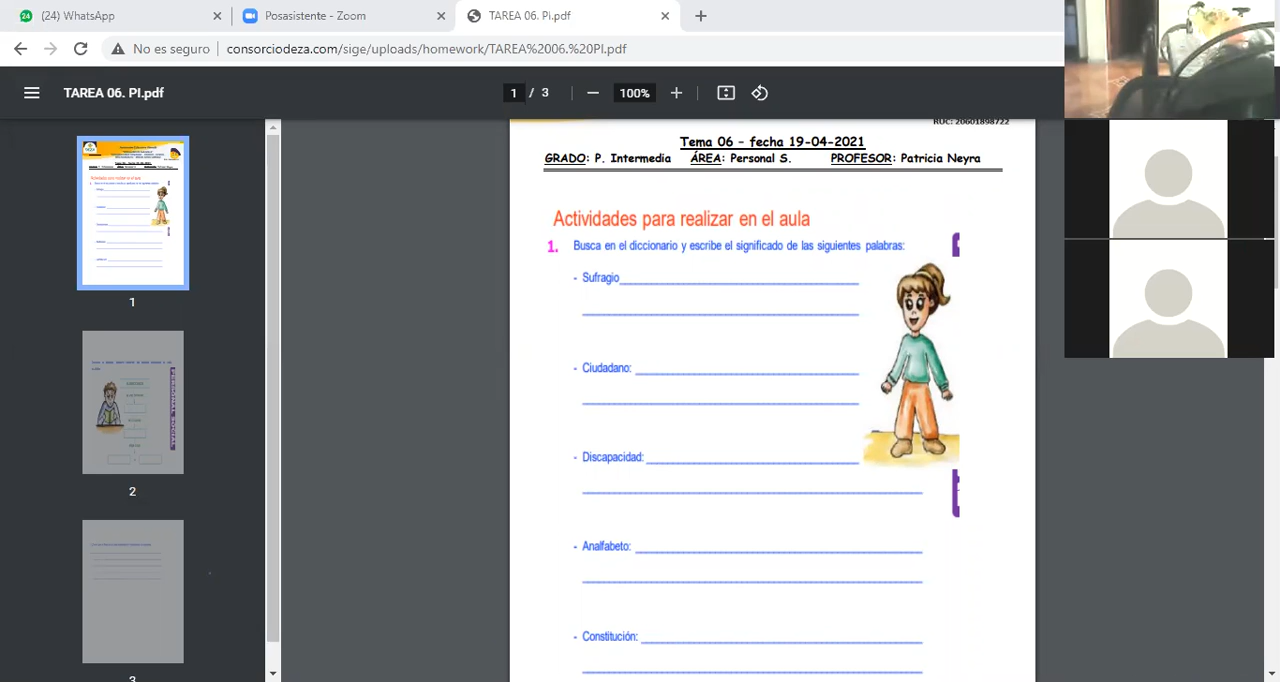 (24) WhatsApp
Posasistente - Zoom
TAREA 06. Pi.pdf
No es seguro
consorciodeza.com/sige/uploads/homework/TAREA%2006.%20PI.pdf
TAREA 06. PI.pdf
1 / 3
100%
RUC: 20601898722
Tema 06 – fecha 19-04-2021
GRADO: P. Intermedia ÁREA: Personal S. PROFESOR: Patricia Neyra
Actividades para realizar en el aula
1. Busca en el diccionario y escribe el significado de las siguientes palabras:
- Sufragio
- Ciudadano:
- Discapacidad:
- Analfabeto:
- Constitución:
1
2
3